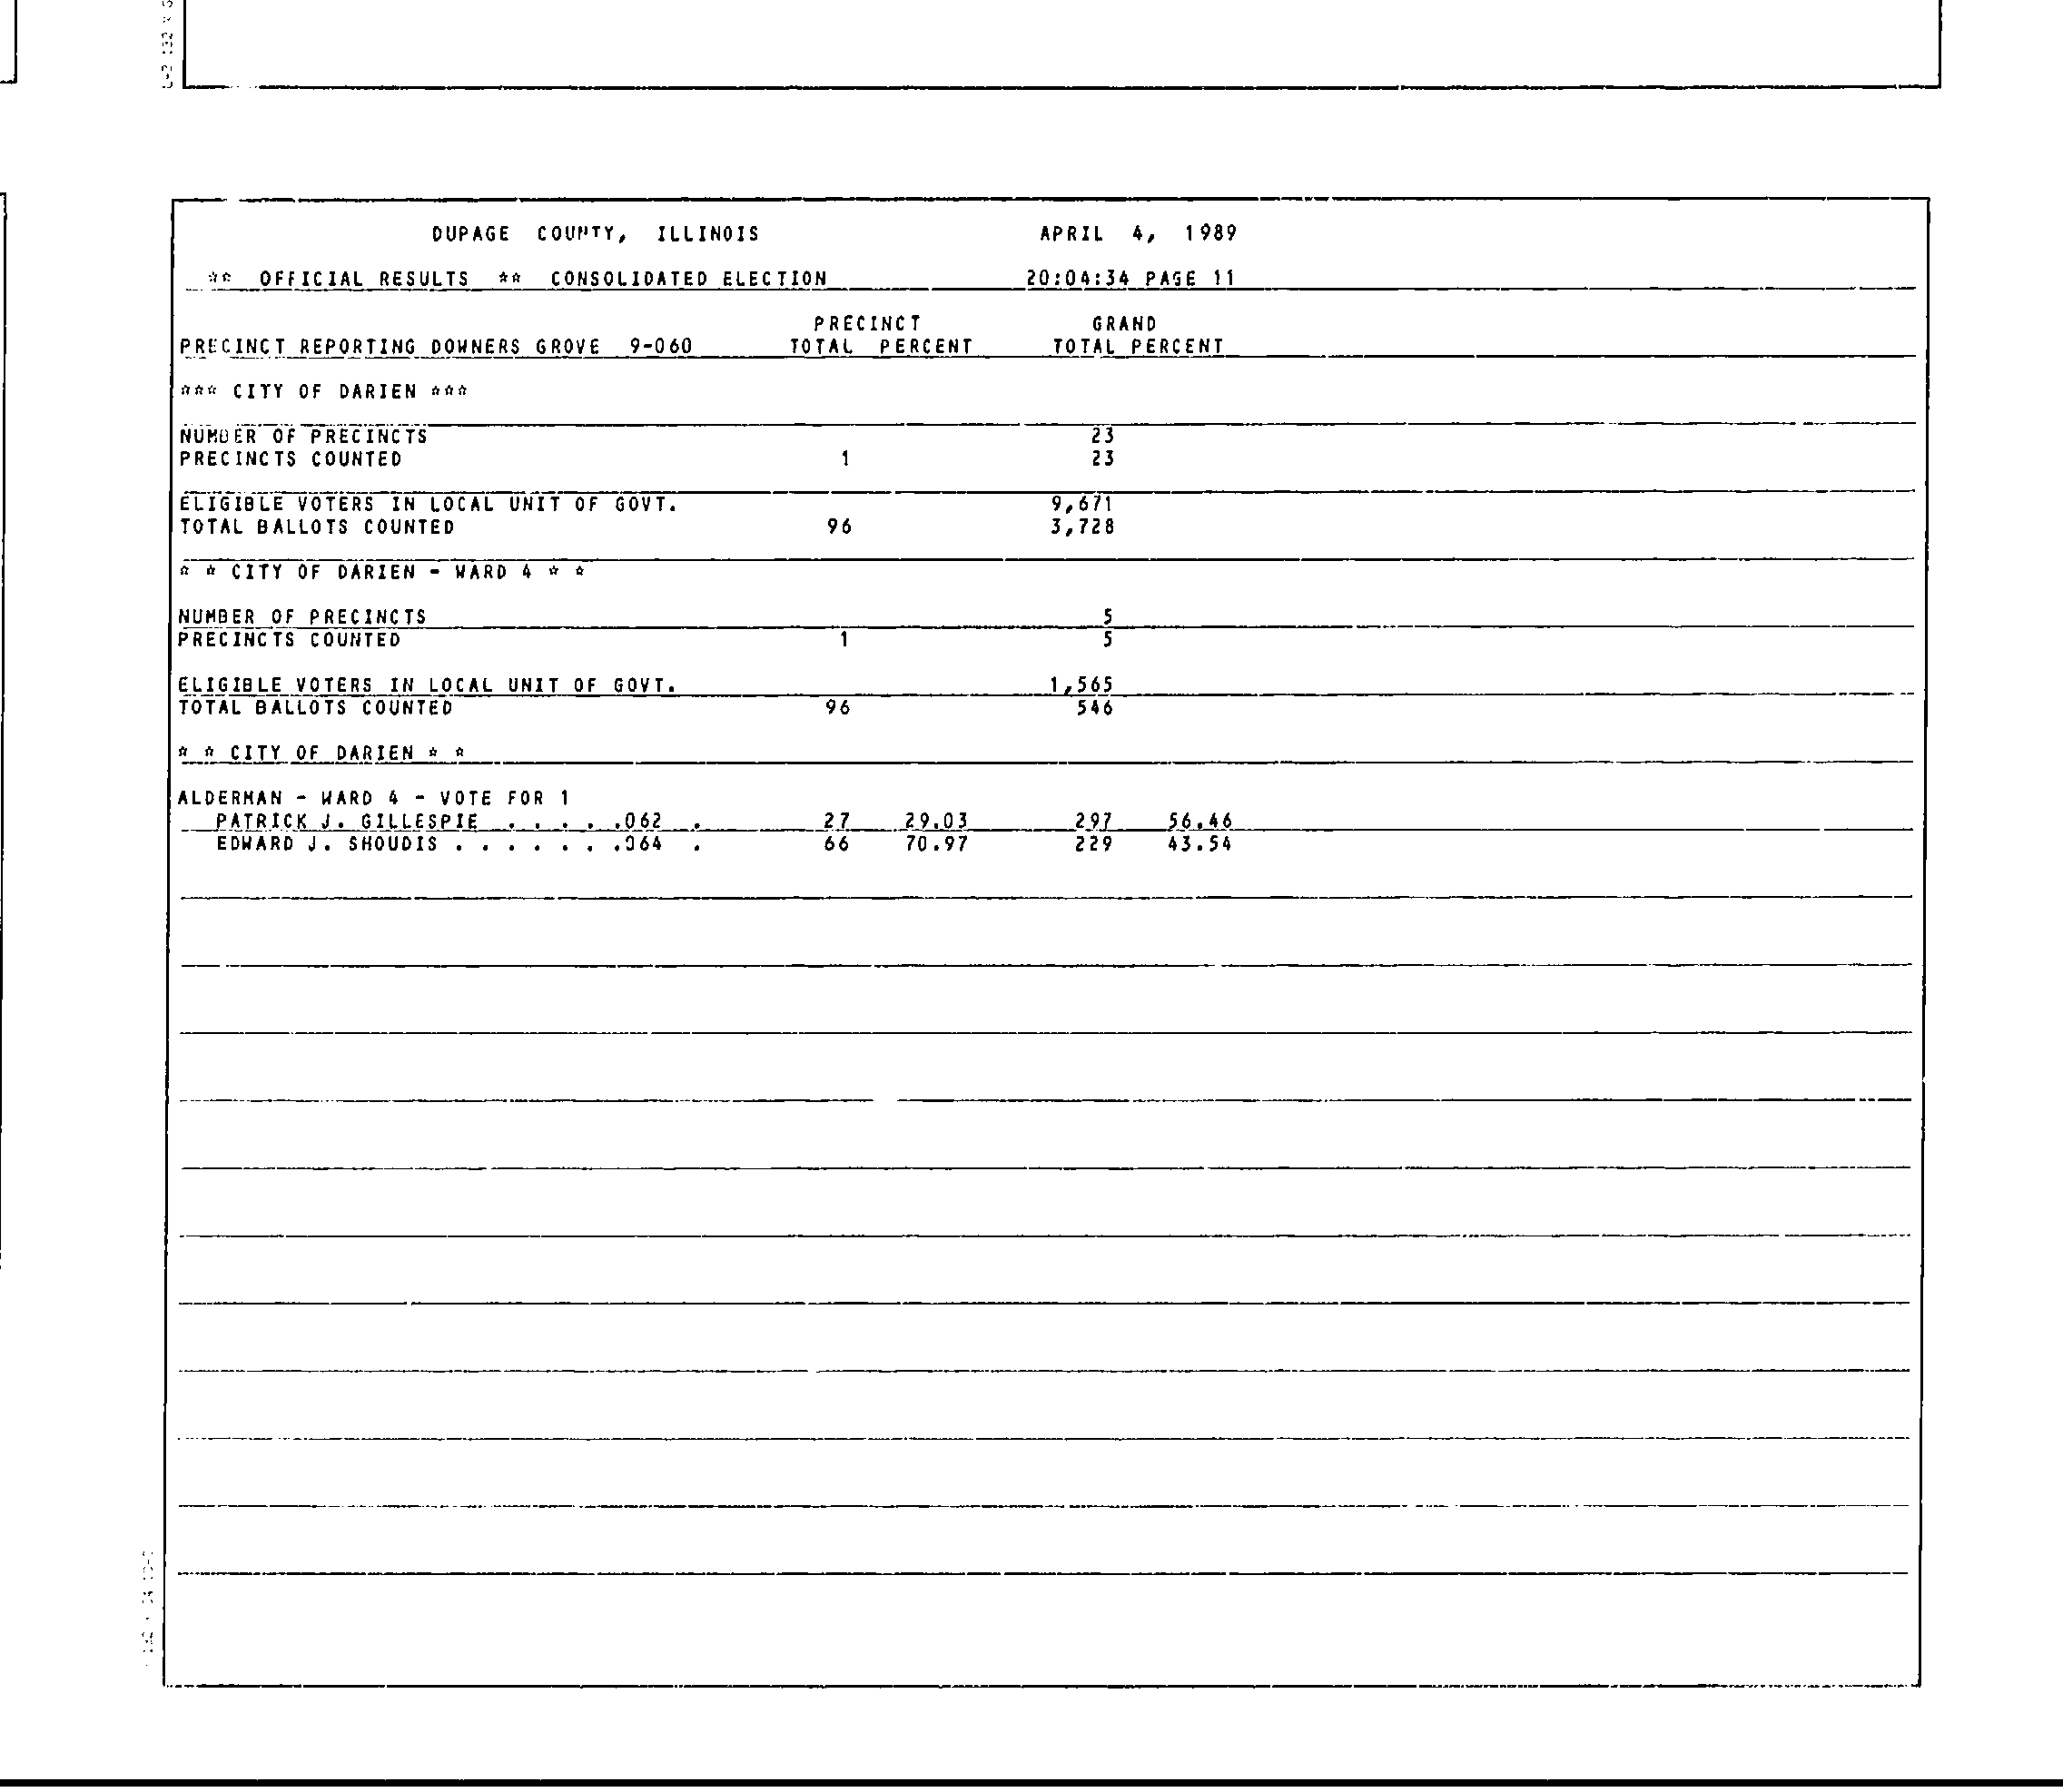 DUPAGE COUNTY, ILLINOIS APRIL 4, 1989
** OFFICIAL RESULTS ** CONSOLIDATED ELECTION 20:04:34 PAGE 11
PRECINCT GRAND
PRECINCT REPORTING DOWNERS GROVE 9-060 TOTAL PERCENT TOTAL PERCENT
*** CITY OF DARIEN ***
NUMBER OF PRECINCTS 23
PRECINCTS COUNTED 1 23
ELIGIBLE VOTERS IN LOCAL UNIT OF GOVT. 9,671
TOTAL BALLOTS COUNTED 96 3,728
* * CITY OF DARIEN - WARD 4 * *
NUMBER OF PRECINCTS 5
PRECINCTS COUNTED 1 5
ELIGIBLE VOTERS IN LOCAL UNIT OF GOVT. 1,565
TOTAL BALLOTS COUNTED 96 546
* * CITY OF DARIEN * *
ALDERMAN - WARD 4 - VOTE FOR 1
PATRICK J. GILLESPIE . . . . .062 . 27 29.03 297 56.46
EDWARD J. SHOUDIS . . . . . . .064 . 66 70.97 229 43.54